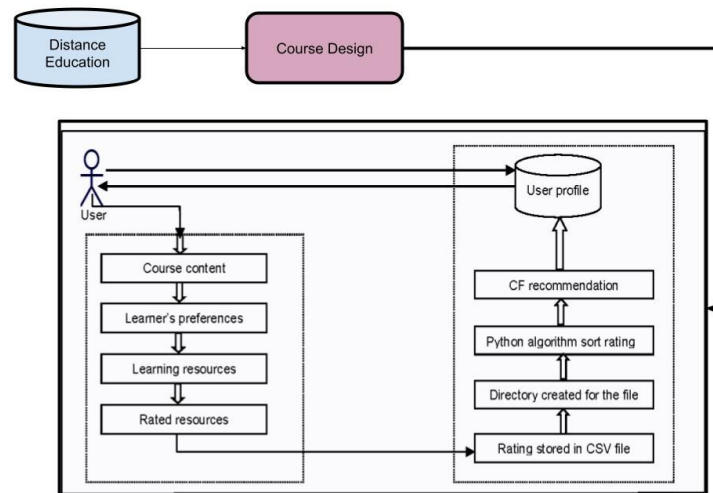 Distance
Education
Course Design
User
User profile
Course content
Learner's preferences
Learning resources
Rated resources
CF recommendation
Python algorithm sort rating
Directory created for the file
Rating stored in CSV file